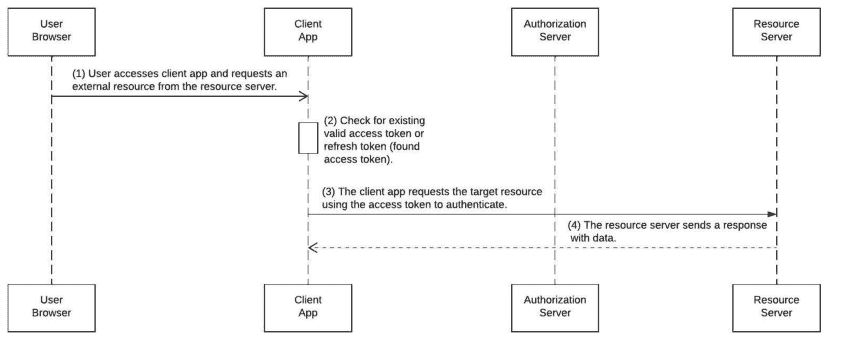 User
Browser
Client
App
Authorization
Server
Resource
Server
(1) User accesses client app and requests an
external resource from the resource server.
(2) Check for existing
valid access token or
refresh token (found
access token).
(3) The client app requests the target resource
using the access token to authenticate.
(4) The resource server sends a response
with data.
User
Browser
Client
App
Authorization
Server
Resource
Server